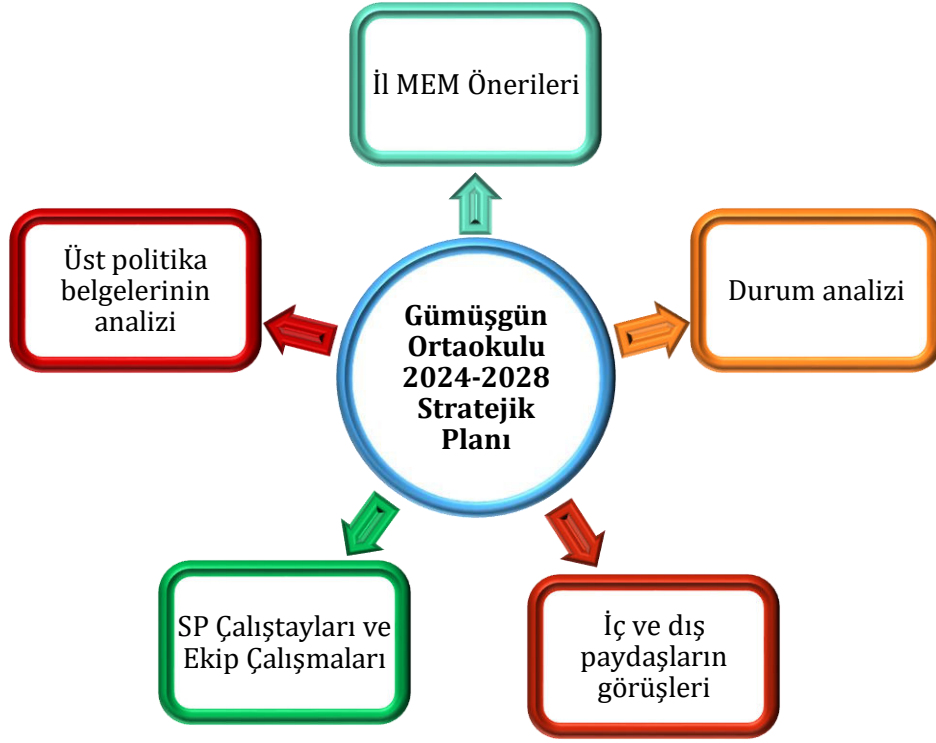 İl MEM Önerileri
Üst politika
belgelerinin
analizi
Durum analizi
Gümüşgün
Ortaokulu
2024-2028
Stratejik
Planı
SP Çalıştayları ve
Ekip Çalışmaları
İç ve dış
paydaşların
görüşleri